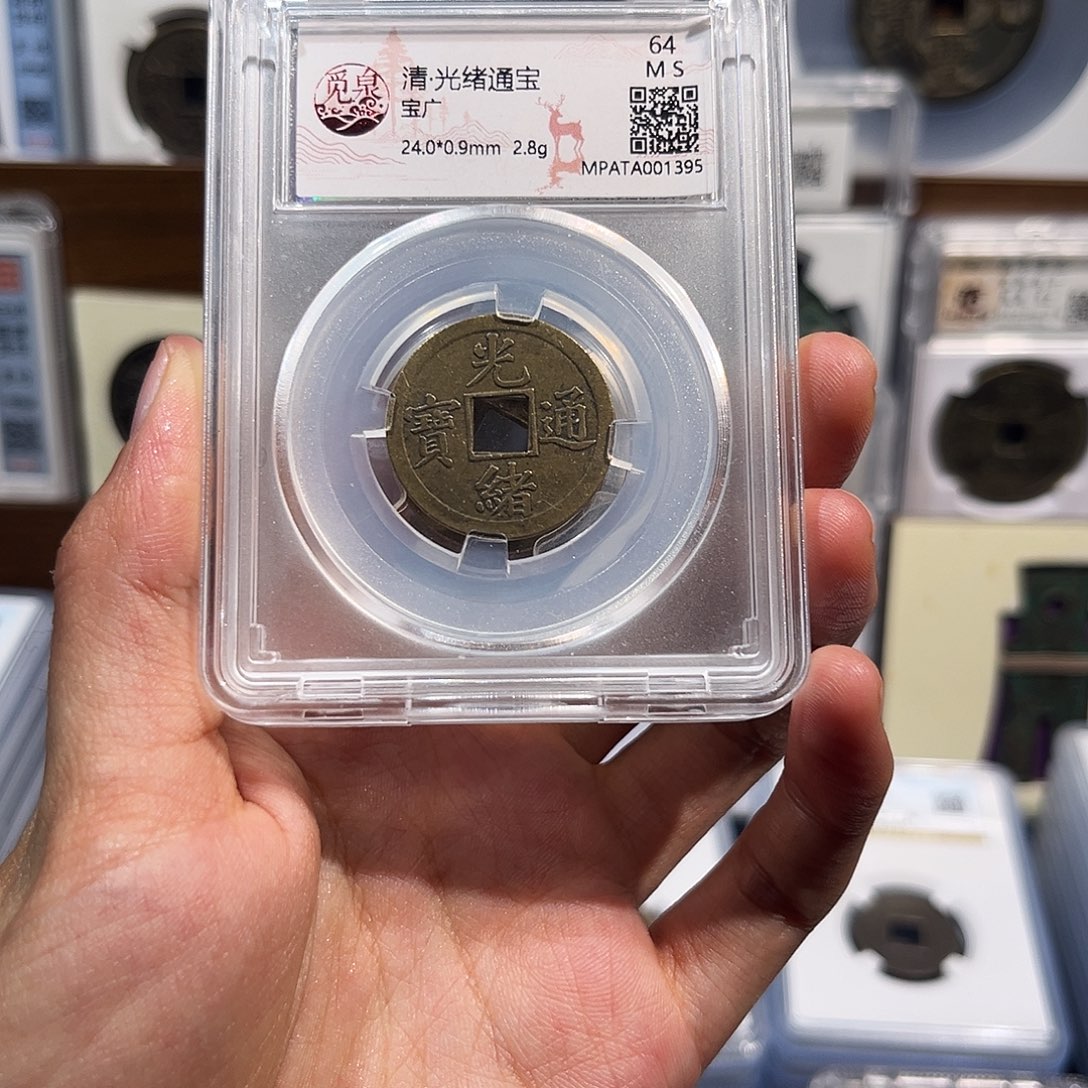 覓泉
清·光绪通宝
宝广
24.0*0.9mm 2.8g
64
MS
MPATA001395
光
寶 通
緒